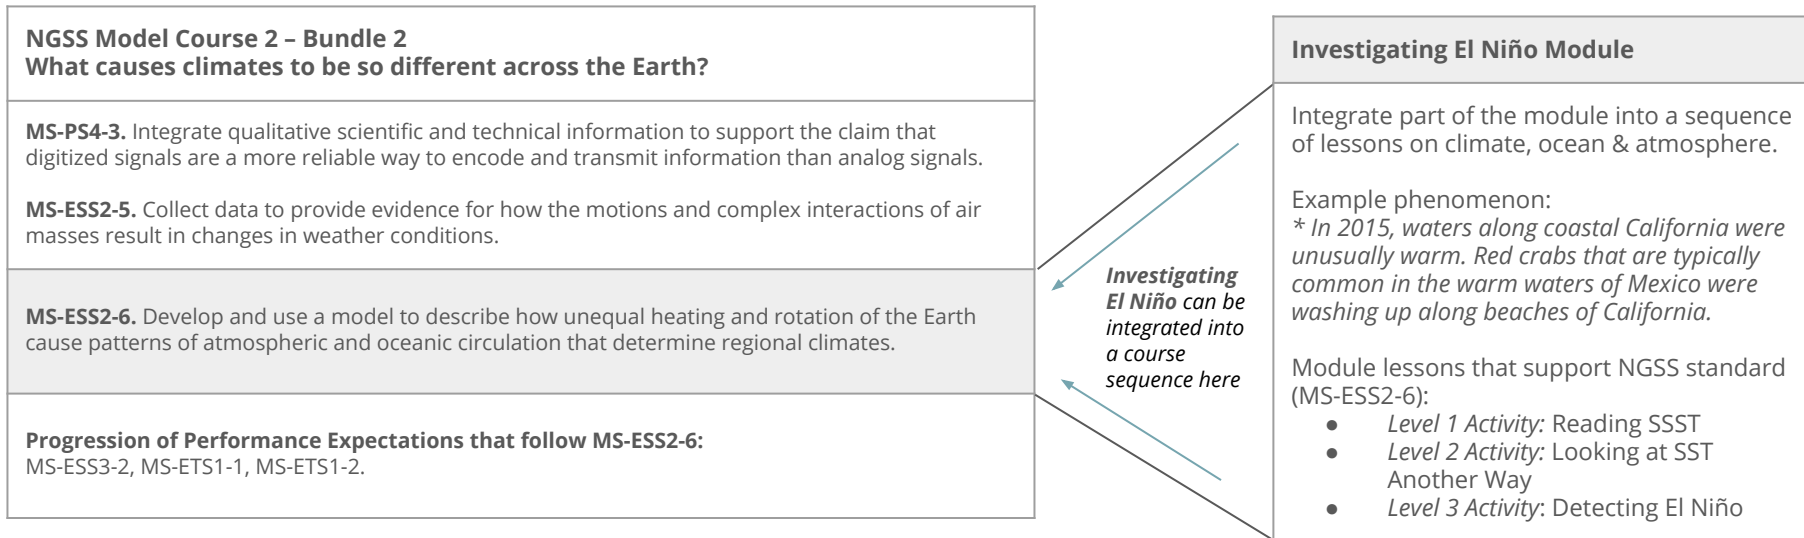 NGSS Model Course 2 – Bundle 2
What causes climates to be so different across the Earth?
MS-PS4-3. Integrate qualitative scientific and technical information to support the claim that
digitized signals are a more reliable way to encode and transmit information than analog signals.
MS-ESS2-5. Collect data to provide evidence for how the motions and complex interactions of air
masses result in changes in weather conditions.
MS-ESS2-6. Develop and use a model to describe how unequal heating and rotation of the Earth
cause patterns of atmospheric and oceanic circulation that determine regional climates.
Progression of Performance Expectations that follow MS-ESS2-6:
MS-ESS3-2, MS-ETS1-1, MS-ETS1-2.
Investigating
El Niño can be
integrated into
a course
sequence here
Investigating El Niño Module
Integrate part of the module into a sequence
of lessons on climate, ocean & atmosphere.
Example phenomenon:
* In 2015, waters along coastal California were
unusually warm. Red crabs that are typically
common in the warm waters of Mexico were
washing up along beaches of California.
Module lessons that support NGSS standard
(MS-ESS2-6):
● Level 1 Activity: Reading SSST
● Level 2 Activity: Looking at SST
Another Way
● Level 3 Activity: Detecting El Niño